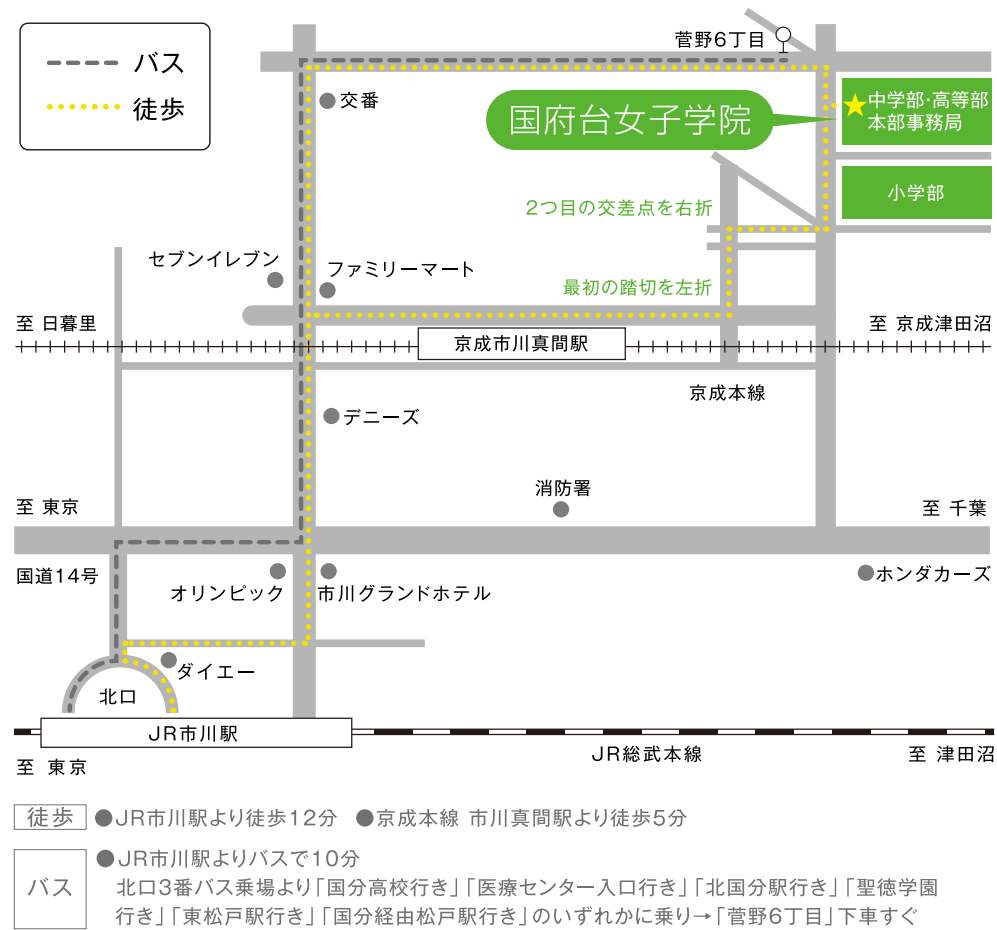 バス
徒歩
菅野6丁目
交番
国府台女子学院
中学部・高等部
本部事務局
小学部
2つ目の交差点を右折
セブンイレブン
ファミリーマート
最初の踏切を左折
至 日暮里
至 京成津田沼
京成市川真間駅
京成本線
デニーズ
消防署
至 東京
至 千葉
国道14号
オリンピック
市川グランドホテル
ホンダカーズ
ダイエー
北口
JR市川駅
JR総武本線
至 東京
至 津田沼
徒歩 ●JR市川駅より徒歩12分 ●京成本線 市川真間駅より徒歩5分
バス
●JR市川駅よりバスで10分
北口3番バス乗場より「国分高校行き」「医療センター入口行き」「北国分駅行き」「聖徳学園
行き」「東松戸駅行き」「国分経由松戸駅行き」のいずれかに乗り→「菅野6丁目」下車すぐ